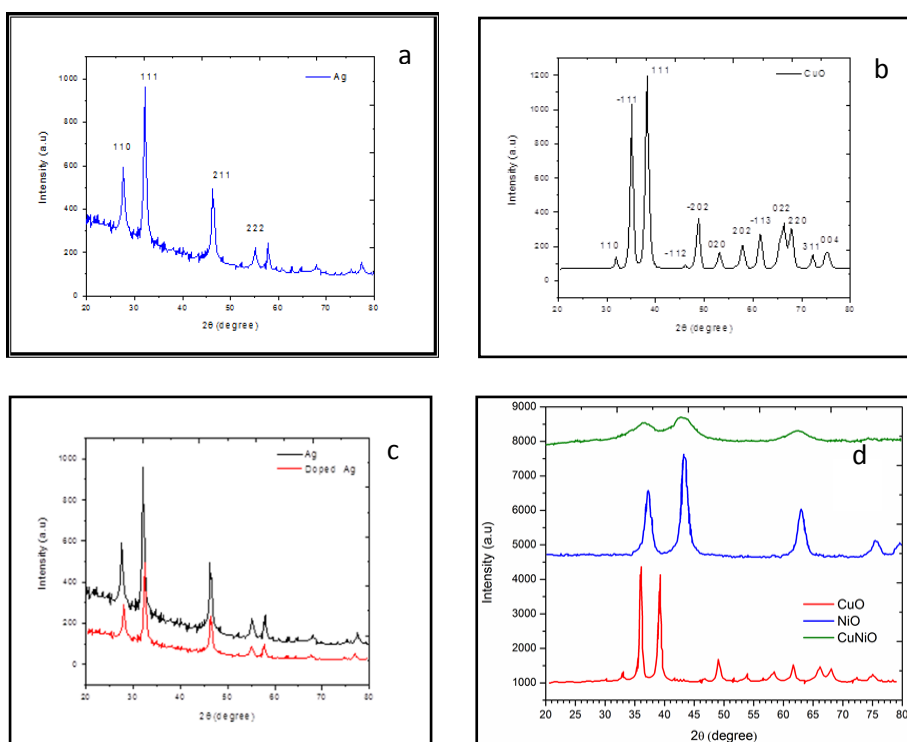 a
Ag
1000
800
600
400
200
0
110
111
211
222
20 30 40 50 60 70 80
2θ (degree)
Intensity (a.u)
b
CuO
1200
1000
800
600
400
200
0
110
-111
111
-112
-202
020
202
-113
022
220
311
004
20 30 40 50 60 70 80
2θ (degree)
Intensity (a.u)
c
Ag
Doped Ag
1000
800
600
400
200
0
20 30 40 50 60 70 80
2θ (degree)
Intensity (a.u)
d
9000
8000
7000
6000
5000
4000
3000
2000
1000
CuO
NiO
CuNiO
20 25 30 35 40 45 50 55 60 65 70 75 80
2θ (degree)
Intensity (a.u)